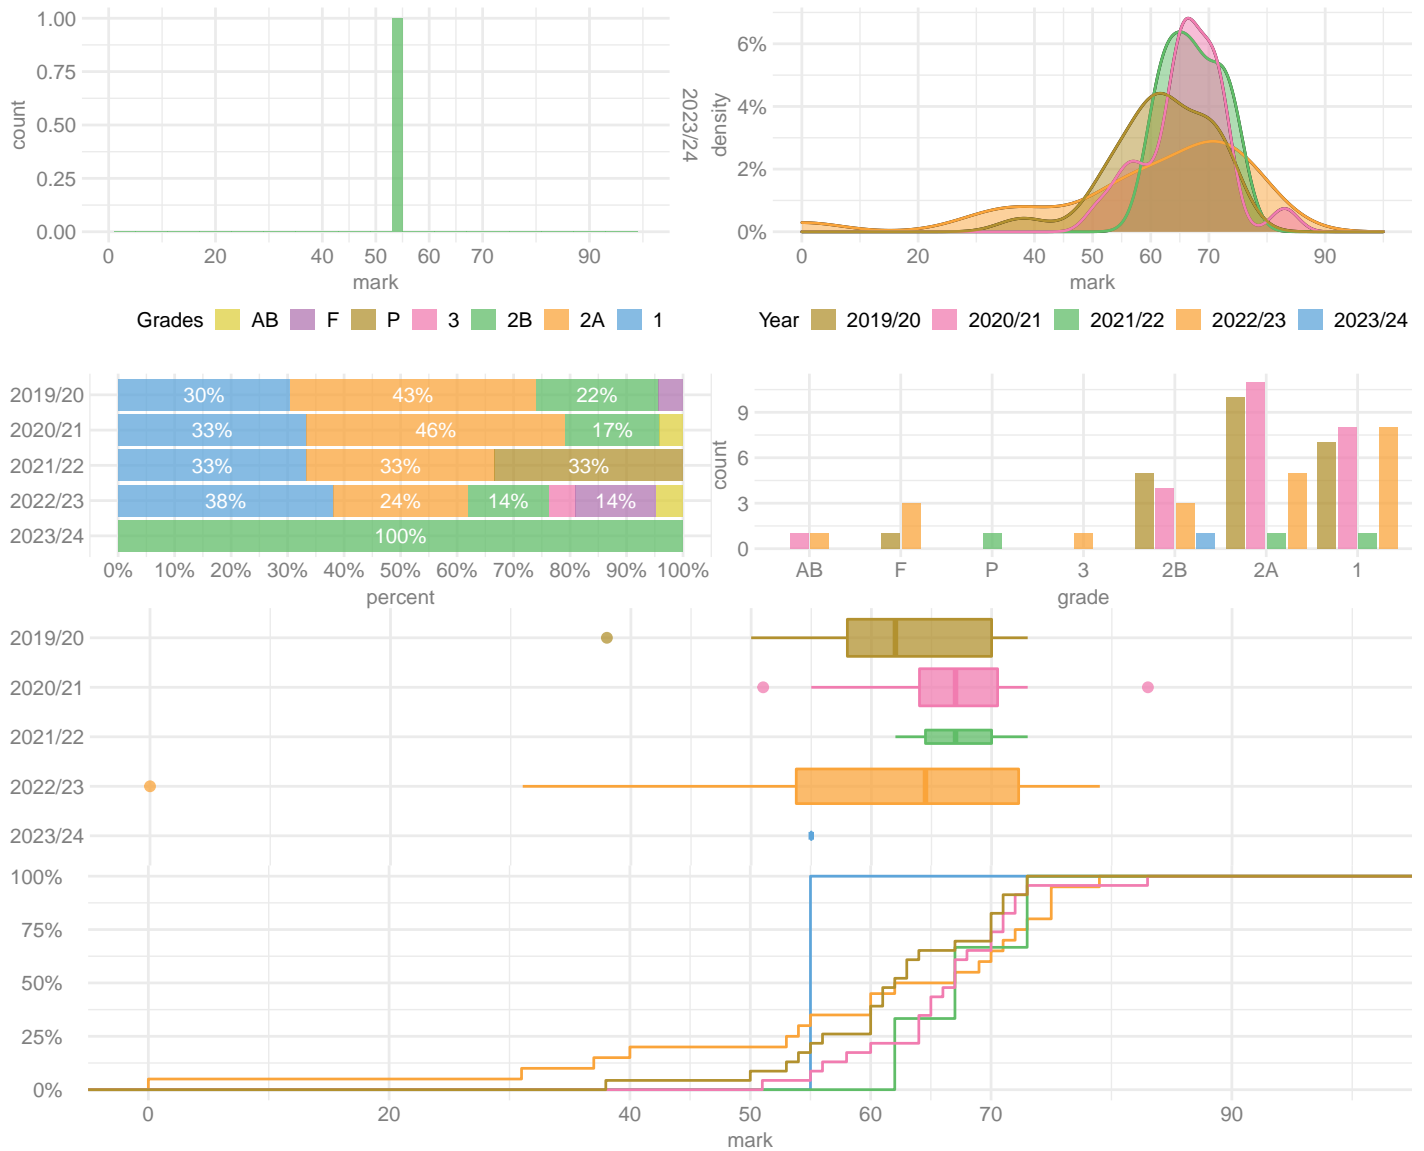 1.00
0.75
0.50
0.25
0.00
count
0 20 40 50 60 70 90
mark
2023/24
6%
4%
2%
0%
density
0 20 40 50 60 70 90
mark
Grades AB F P 3 2B 2A 1
Year 2019/20 2020/21 2021/22 2022/23 2023/24
2019/20 30% 43% 22%
2020/21 33% 46% 17%
2021/22 33% 33% 33%
2022/23 38% 24% 14% 14%
2023/24 100%
0% 10% 20% 30% 40% 50% 60% 70% 80% 90% 100%
percent
9
6
3
0
count
AB F P 3 2B 2A 1
grade
2019/20
2020/21
2021/22
2022/23
2023/24
100%
75%
50%
25%
0%
0 20 40 50 60 70 90
mark